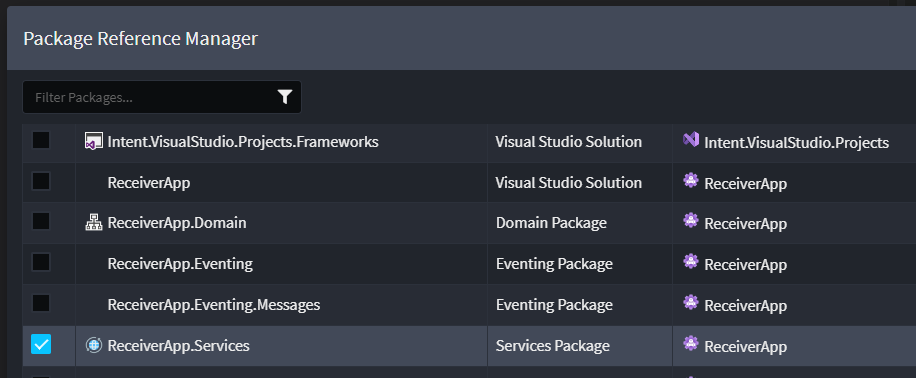 Package Reference Manager
Filter Packages...
Intent.VisualStudio.Projects.Frameworks Visual Studio Solution Intent.VisualStudio.Projects
ReceiverApp Visual Studio Solution ReceiverApp
ReceiverApp.Domain Domain Package ReceiverApp
ReceiverApp.Eventing Eventing Package ReceiverApp
ReceiverApp.Eventing.Messages Eventing Package ReceiverApp
ReceiverApp.Services Services Package ReceiverApp